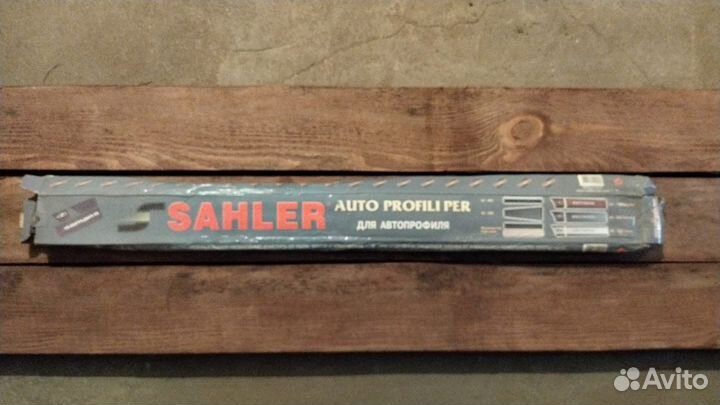 SAHLER
AUTO PROFILI PER
ДЛЯ АВТОПРОФИЛЯ
Avito